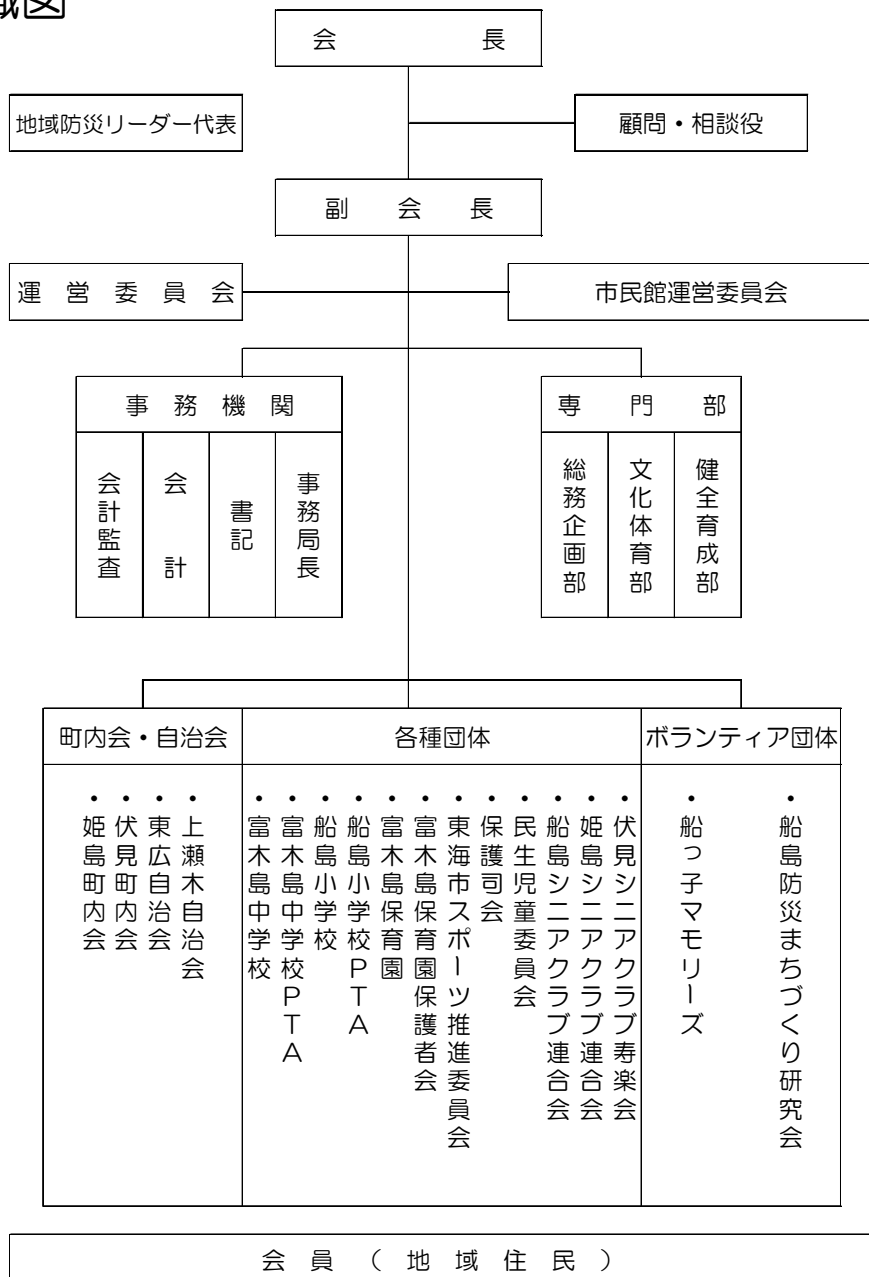 織図
会長
地域防災リーダー代表
顧問・相談役
副会長
運営委員会
市民館運営委員会
事務機関
専門部
事務局長
書記
会計
会計監査
健全育成部
文化体育部
総務企画部
町内会・自治会
各種団体
ボランティア団体
・上瀬木自治会
・東広自治会
・伏見町内会
・姫島町内会
・伏見シニアクラブ寿楽会
・姫島シニアクラブ連合会
・船島シニアクラブ連合会
・民生児童委員会
・保護司会
・東海市スポーツ推進委員会
・富木島保育園保護者会
・富木島保育園
・船島小学校PTA
・船島小学校
・富木島中学校PTA
・富木島中学校
・船島防災まちづくり研究会
・船っ子マモリーズ
会員(地域住民)